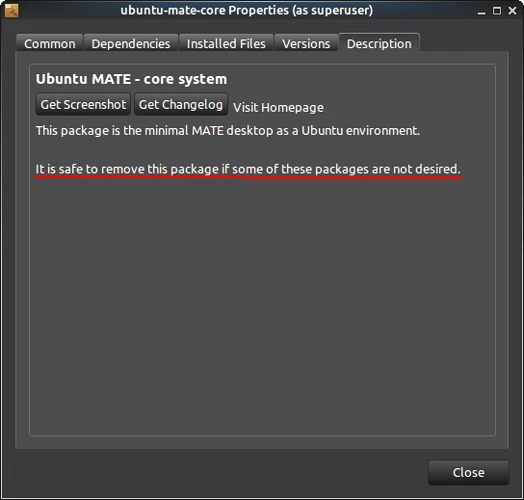 ubuntu-mate-core Properties (as superuser)
Common Dependencies Installed Files Versions Description
Ubuntu MATE - core system
Get Screenshot Get Changelog Visit Homepage
This package is the minimal MATE desktop as a Ubuntu environment.
It is safe to remove this package if some of these packages are not desired.
Close